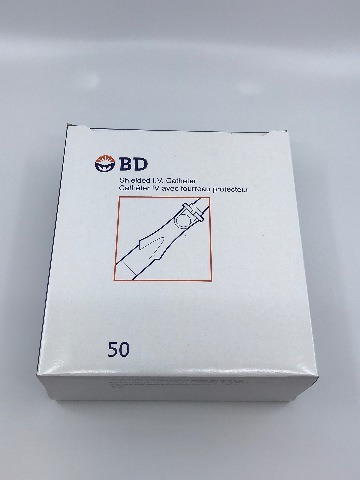 BD
Shielded I.V. Catheter
Cathéter IV avec fourreau protecteur
50